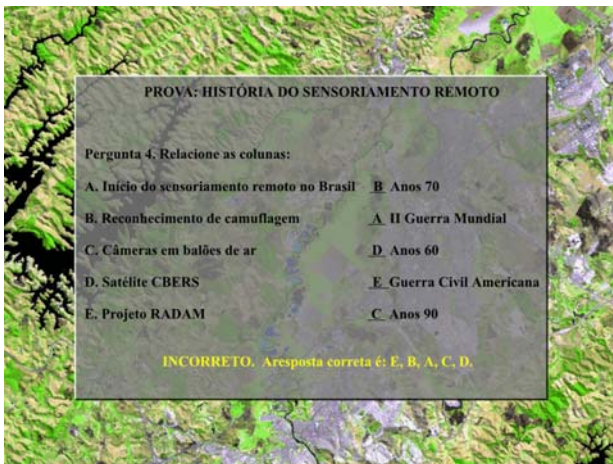 PROVA: HISTÓRIA DO SENSORIAMENTO REMOTO
Pergunta 4. Relacione as colunas:
A. Início do sensoriamento remoto no Brasil B Anos 70
B. Reconhecimento de camuflagem A II Guerra Mundial
C. Câmeras em balões de ar D Anos 60
D. Satélite CBERS E Guerra Civil Americana
E. Projeto RADAM C Anos 90
INCORRETO. Aresposta correta é: E, B, A, C, D.